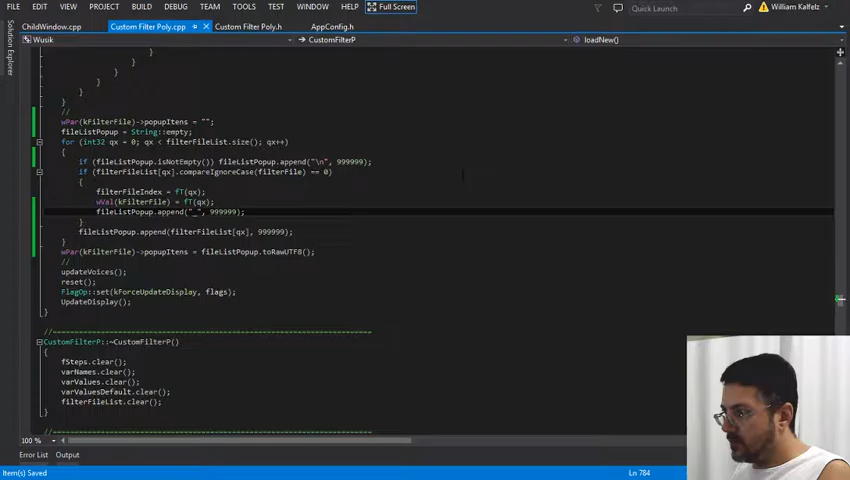 FILE EDIT VIEW PROJECT BUILD DEBUG TEAM TOOLS TEST ANALYZE WINDOW HELP Full Screen Quick Launch William Kalfelz
ChildWindow.cpp Custom Filter Poly.cpp Custom Filter Poly.h AppConfig.h
Solution Explorer
Wusik CustomFilterP loadNew()
}
}
}
}
}
}
//
wPar(kFilterFile)->popupItens = "";
fileListPopup = String::empty;
for (int32 qx = 0; qx < filterFileList.size(); qx++)
{
if (fileListPopup.isNotEmpty()) fileListPopup.append("\n", 999999);
if (filterFileList[qx].compareIgnoreCase(filterFile) == 0)
{
filterFileIndex = fT(qx);
wVal(kFilterFile) = fT(qx);
fileListPopup.append("_", 999999);
}
fileListPopup.append(filterFileList[qx], 999999);
}
wPar(kFilterFile)->popupItens = fileListPopup.toRawUTF8();
//
updateVoices();
reset();
FlagOp::set(kForceUpdateDisplay, flags);
UpdateDisplay();
}
//=====================================================================
CustomFilterP::~CustomFilterP()
{
fSteps.clear();
varNames.clear();
varValues.clear();
varValuesDefault.clear();
filterFileList.clear();
}
//=====================================================================
100 %
Error List Output
Item(s) Saved Ln 784